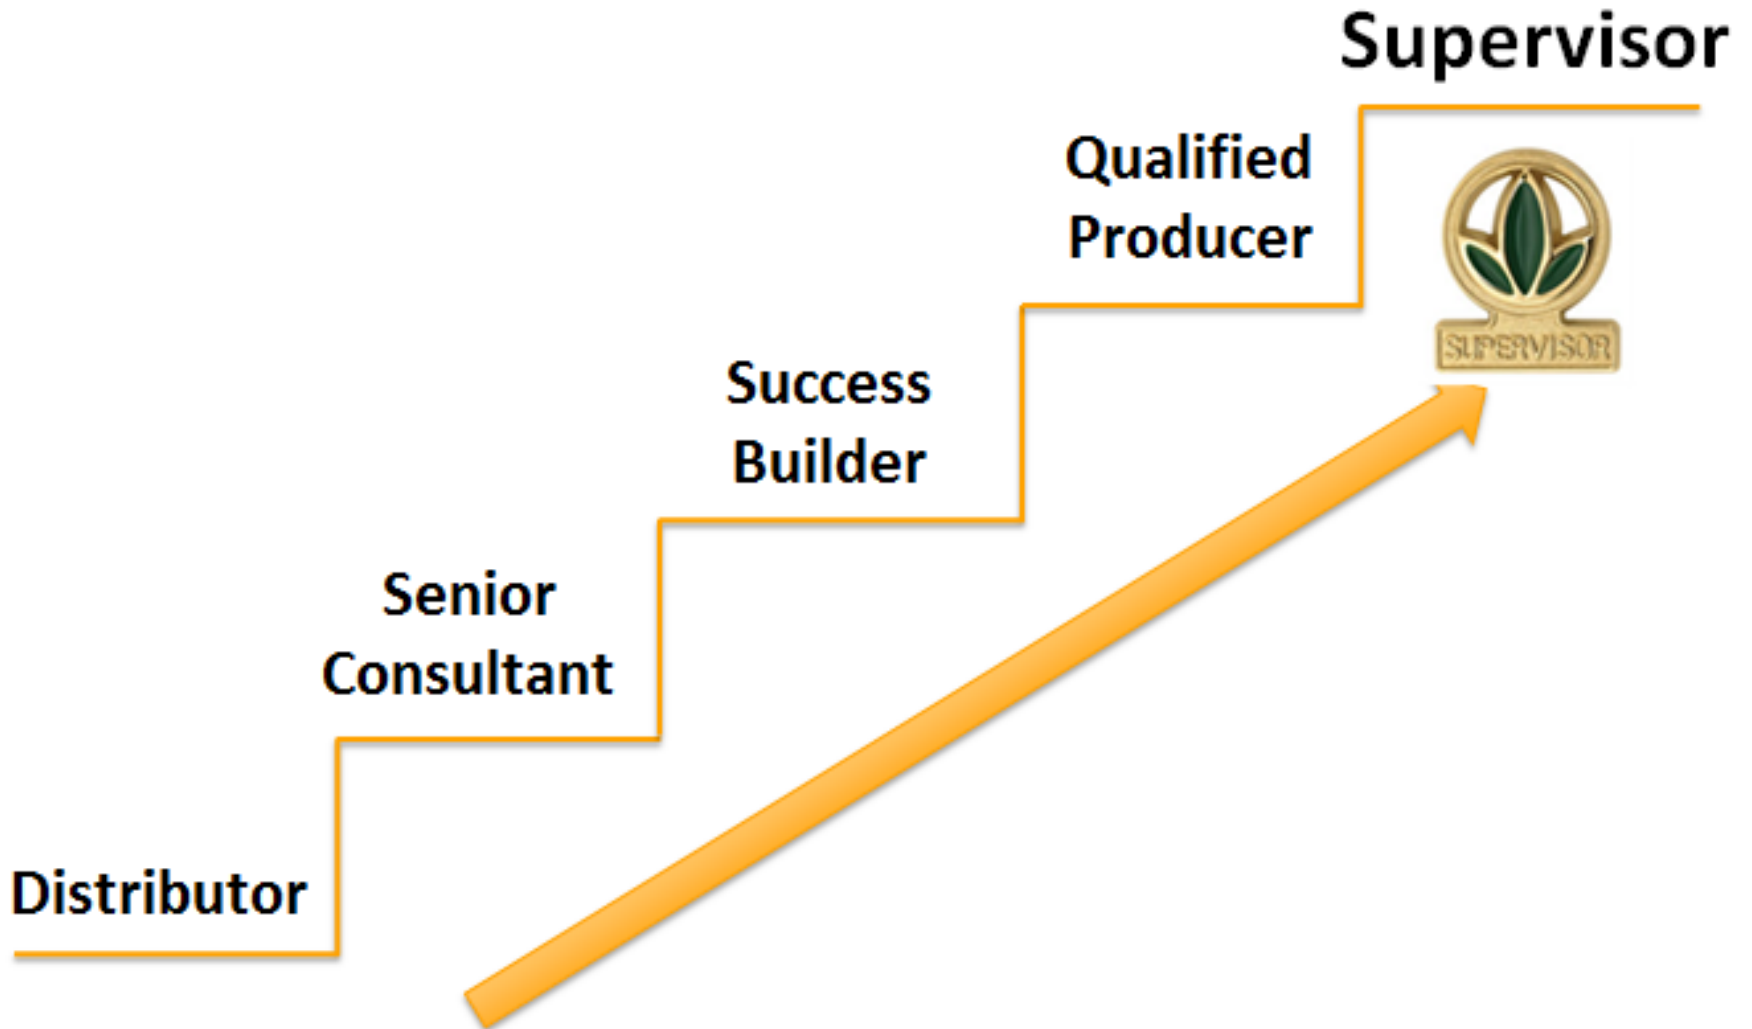 Supervisor
Qualified
Producer
SUPERVISOR
Success
Builder
Senior
Consultant
Distributor